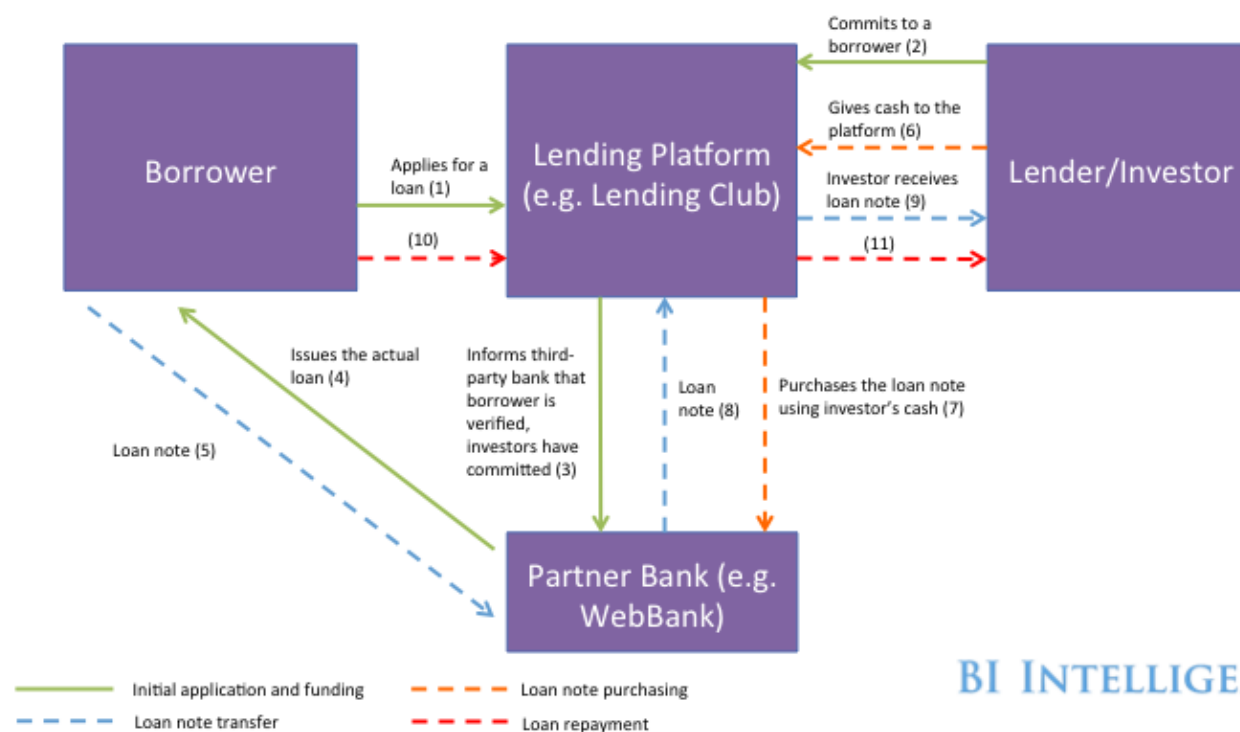 Commits to a
borrower (2)
Gives cash to the
platform (6)
Borrower
Applies for a
loan (1)
Lending Platform
(e.g. Lending Club)
Investor receives
loan note (9)
Lender/Investor
(10)
(11)
Issues the actual
loan (4)
Informs third-
party bank that
borrower is
verified,
investors have
committed (3)
Loan
note (8)
Purchases the loan note
using investor's cash (7)
Loan note (5)
Partner Bank (e.g.
WebBank)
Initial application and funding
Loan note purchasing
Loan note transfer
Loan repayment
BI INTELLIGE